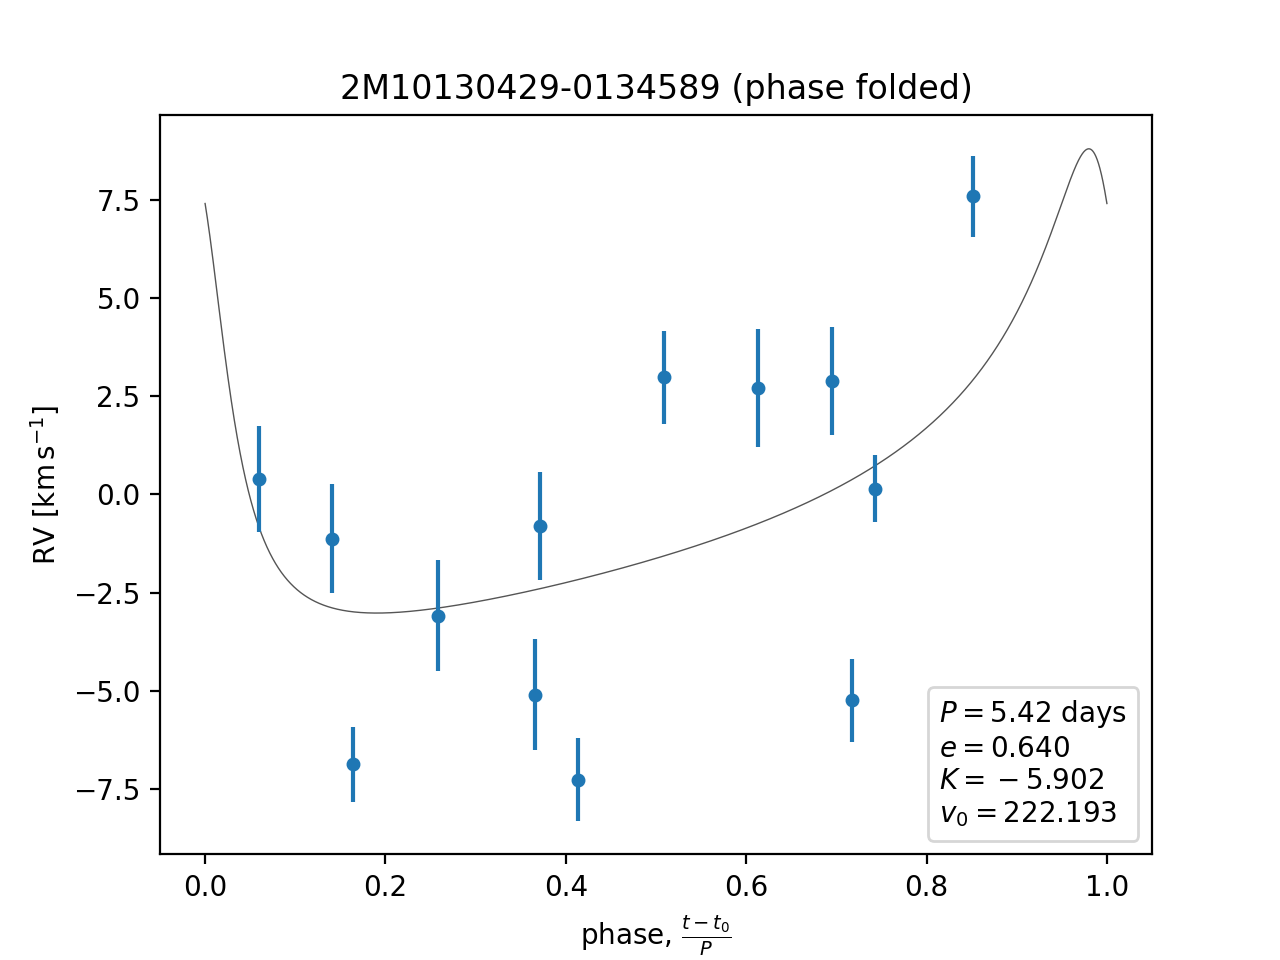 2M10130429-0134589 (phase folded)
RV [km s−1]
7.5
5.0
2.5
0.0
−2.5
−5.0
−7.5
P = 5.42 days
e = 0.640
K = −5.902
v0 = 222.193
0.0 0.2 0.4 0.6 0.8 1.0
phase, t − t0 / P